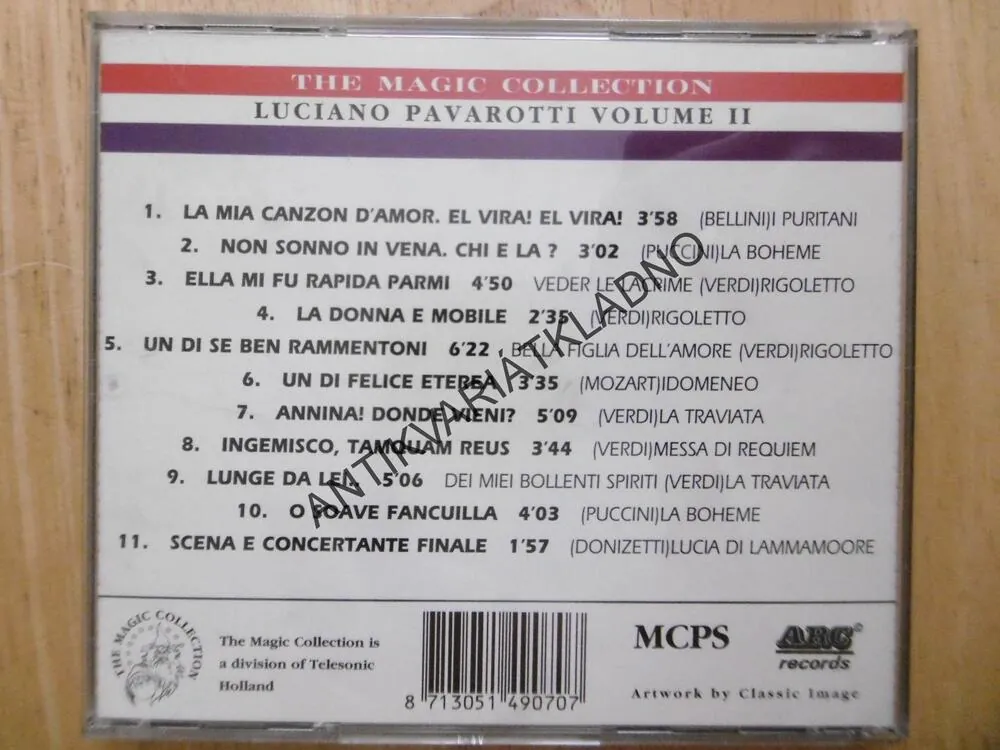 THE MAGIC COLLECTION
LUCIANO PAVAROTTI VOLUME II
1. LA MIA CANZON D'AMOR. EL VIRA! EL VIRA! 3'58 (BELLINI)I PURITANI
2. NON SONNO IN VENA. CHI E LA ? 3'02 (PUCCINI)LA BOHEME
3. ELLA MI FU RAPIDA PARMI 4'50 VEDER LE LACRIME (VERDI)RIGOLETTO
4. LA DONNA E MOBILE 2'35 (VERDI)RIGOLETTO
5. UN DI SE BEN RAMMENTONI 6'22 BELLA FIGLIA DELL'AMORE (VERDI)RIGOLETTO
6. UN DI FELICE ETEREA 3'35 (MOZART)IDOMENEO
7. ANNINA! DONDE VIENI? 5'09 (VERDI)LA TRAVIATA
8. INGEMISCO, TAMQUAM REUS 3'44 (VERDI)MESSA DI REQUIEM
9. LUNGE DA LEI.. 5'06 DEI MIEI BOLLENTI SPIRITI (VERDI)LA TRAVIATA
10. O SOAVE FANCUILLA 4'03 (PUCCINI)LA BOHEME
11. SCENA E CONCERTANTE FINALE 1'57 (DONIZETTI)LUCIA DI LAMMAMOORE
ANTIKVARIÁTKLADNO
THE MAGIC COLLECTION
The Magic Collection is
a division of Telesonic
Holland
8 713051 490707
MCPS
ARC©
records
Artwork by Classic Image